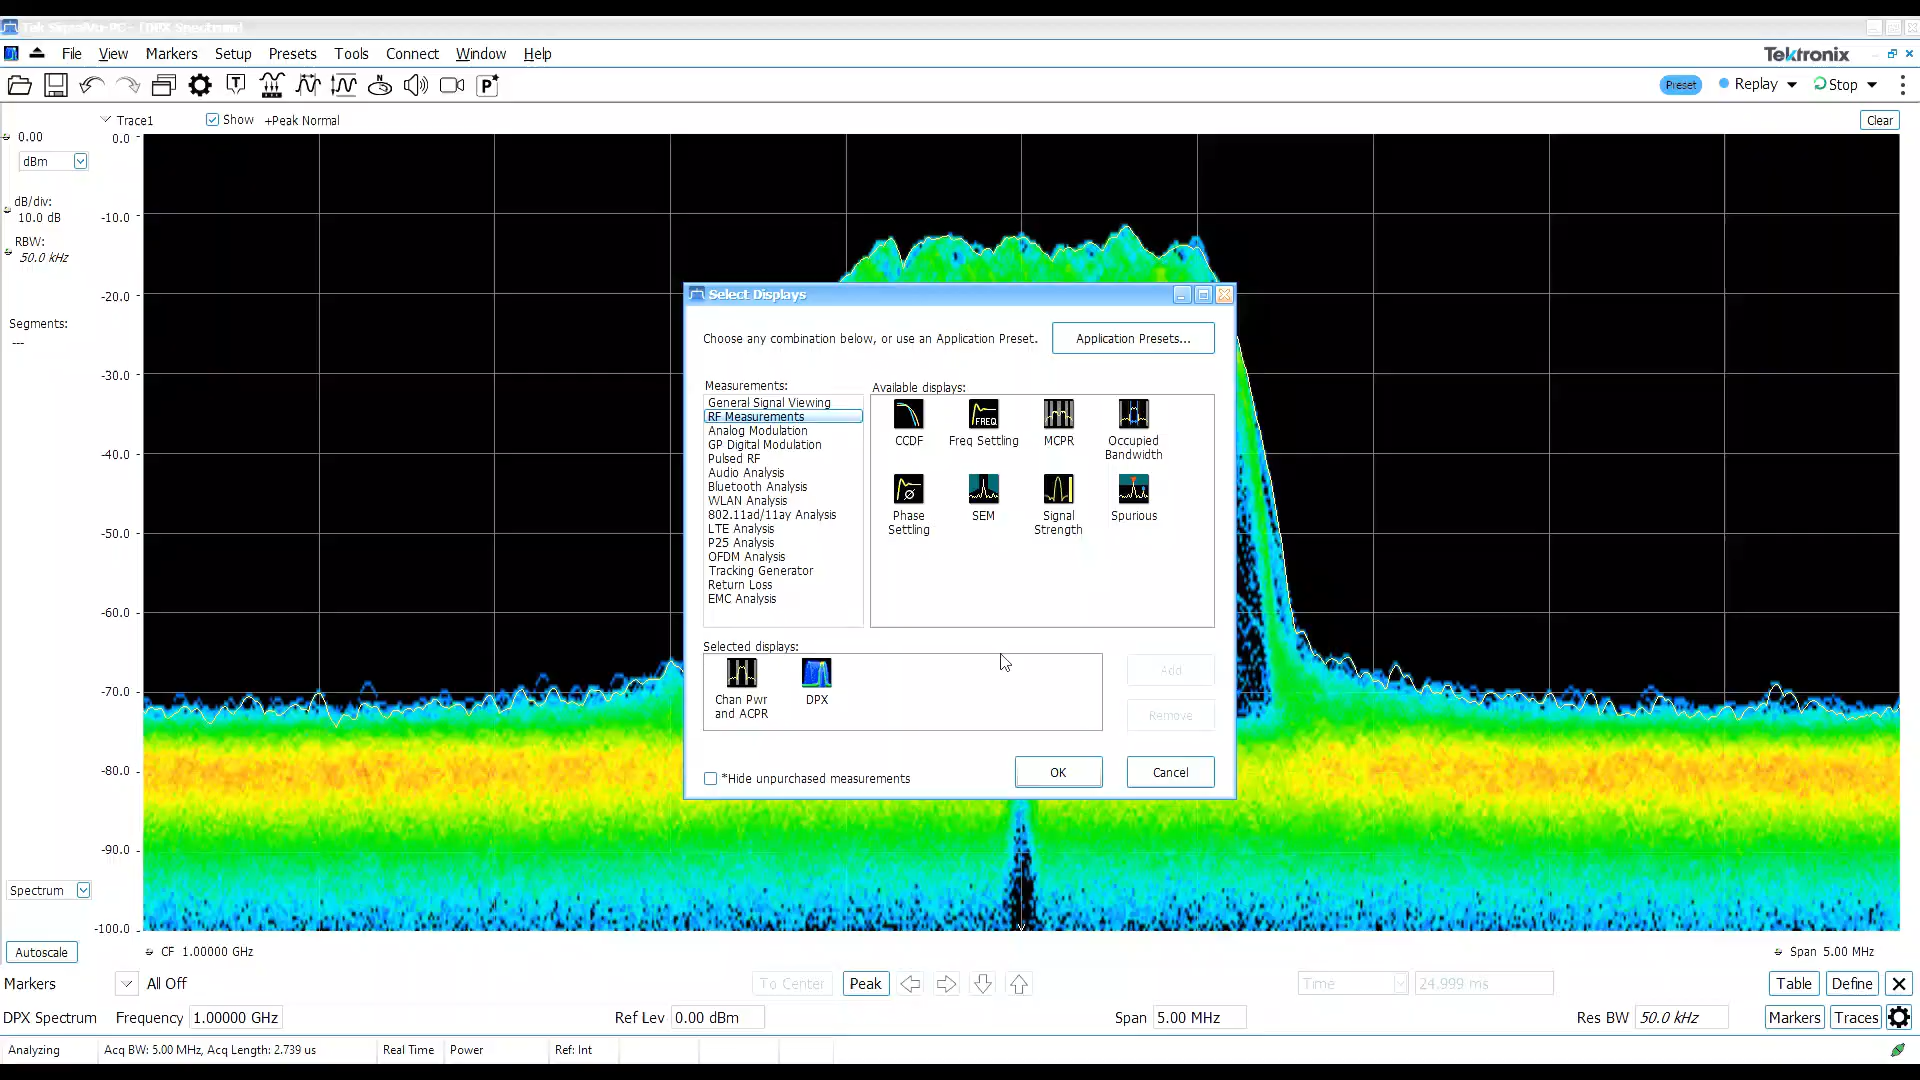 Tek SignalVu-PC - [DPX Spectrum]
File View Markers Setup Presets Tools Connect Window Help
Tektronix
Preset Replay Stop
Trace1 Show +Peak Normal Clear
0.00
dBm
dB/div:
10.0 dB
RBW:
50.0 kHz
Segments:
---
0.0
-10.0
-20.0
-30.0
-40.0
-50.0
-60.0
-70.0
-80.0
-90.0
-100.0
Select Displays
Choose any combination below, or use an Application Preset. Application Presets...
Measurements:
General Signal Viewing
RF Measurements
Analog Modulation
GP Digital Modulation
Pulsed RF
Audio Analysis
Bluetooth Analysis
WLAN Analysis
802.11ad/11ay Analysis
LTE Analysis
P25 Analysis
OFDM Analysis
Tracking Generator
Return Loss
EMC Analysis
Available displays:
FREQ
CCDF Freq Settling MCPR Occupied
Bandwidth
Phase SEM Signal Spurious
Settling Strength
Selected displays:
Chan Pwr DPX
and ACPR
Add
Remove
*Hide unpurchased measurements OK Cancel
Spectrum
Autoscale CF 1.00000 GHz Span 5.00 MHz
Markers All Off To Center Peak Time 24.999 ms Table Define
DPX Spectrum Frequency 1.00000 GHz Ref Lev 0.00 dBm Span 5.00 MHz Res BW 50.0 kHz Markers Traces
Analyzing Acq BW: 5.00 MHz, Acq Length: 2.739 us Real Time Power Ref: Int